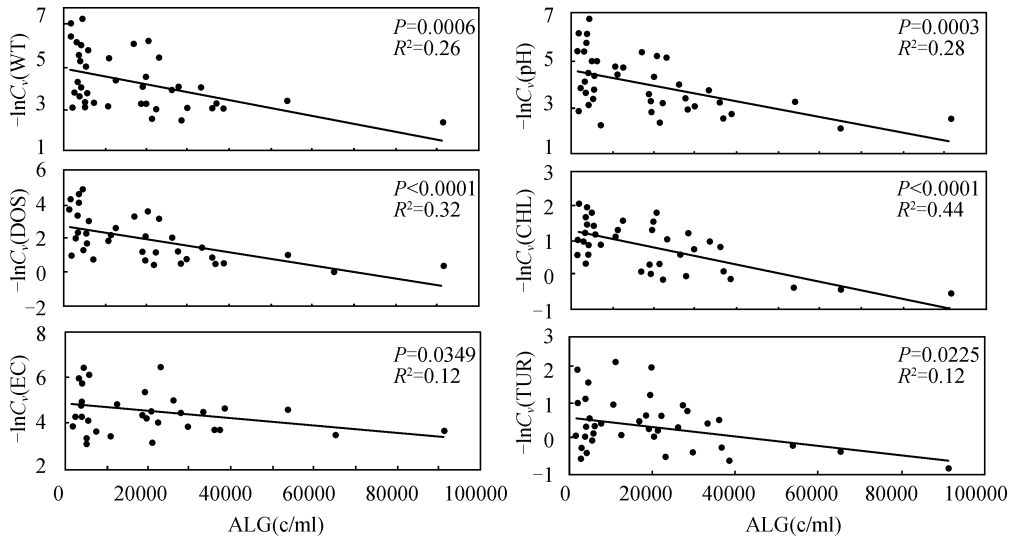 −lnCv(WT)
7
5
3
1
P=0.0006
R²=0.26
−lnCv(pH)
7
5
3
1
P=0.0003
R²=0.28
−lnCv(DOS)
6
4
2
0
−2
P<0.0001
R²=0.32
−lnCv(CHL)
3
2
1
0
−1
P<0.0001
R²=0.44
−lnCv(EC)
8
6
4
2
P=0.0349
R²=0.12
0 20000 40000 60000 80000 100000
ALG(c/ml)
−lnCv(TUR)
3
2
1
0
−1
P=0.0225
R²=0.12
0 20000 40000 60000 80000 100000
ALG(c/ml)